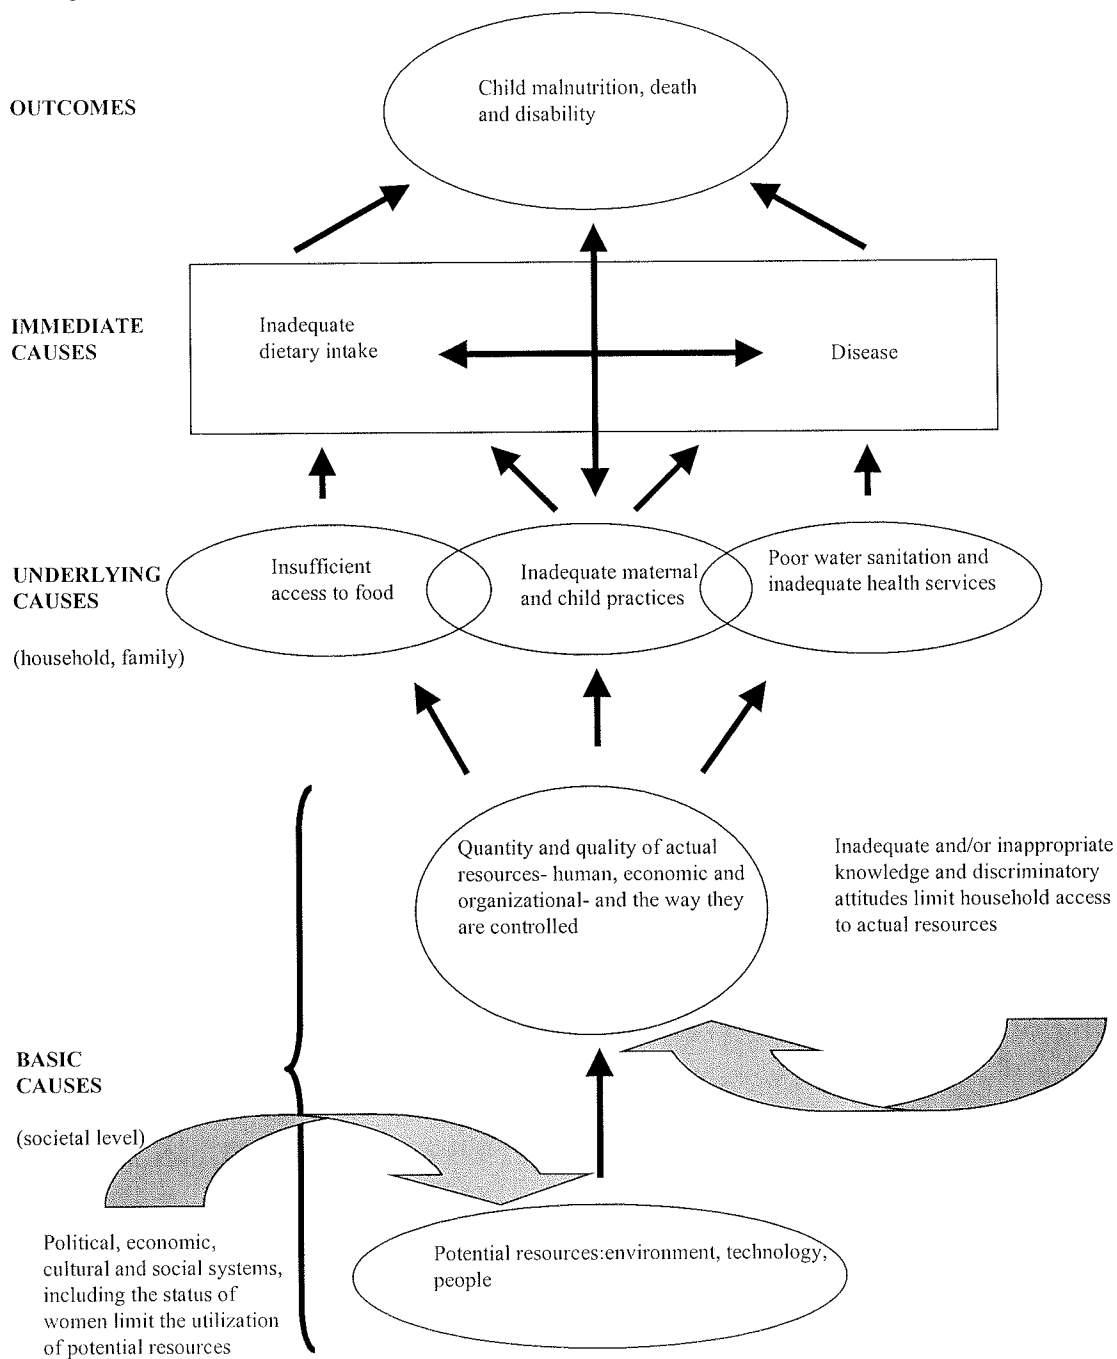 Child malnutrition, death
and disability
OUTCOMES
IMMEDIATE
CAUSES
Inadequate
dietary intake
Disease
UNDERLYING
CAUSES
(household, family)
Insufficient
access to food
Inadequate maternal
and child practices
Poor water sanitation and
inadequate health services
Quantity and quality of actual
resources- human, economic and
organizational- and the way they
are controlled
Inadequate and/or inappropriate
knowledge and discriminatory
attitudes limit household access
to actual resources
BASIC
CAUSES
(societal level)
Political, economic,
cultural and social systems,
including the status of
women limit the utilization
of potential resources
Potential resources:environment, technology,
people